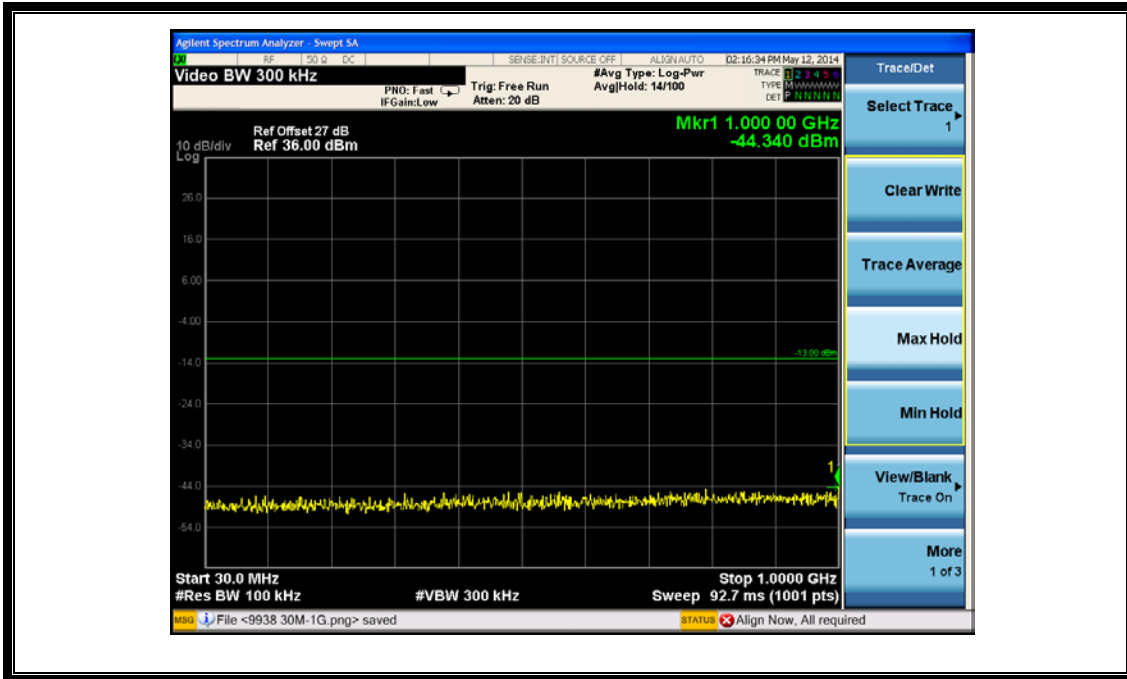 Agilent Spectrum Analyzer - Swept SA
RF 50 Ω DC SENSE:INT SOURCE OFF ALIGN AUTO 02:16:34 PM May 12, 2014
Video BW 300 kHz
PNO: Fast
IFGain:Low
Trig: Free Run
Atten: 20 dB
#Avg Type: Log-Pwr
Avg|Hold: 14/100
TRACE 1 2 3 4 5 6
TYPE M
DET P N N N N N
Mkr1 1.000 00 GHz
-44.340 dBm
Ref Offset 27 dB
10 dB/div Ref 36.00 dBm
Log
26.0
16.0
6.00
-4.00
-13.00 dBm
-14.0
-24.0
-34.0
1
-44.0
-54.0
Start 30.0 MHz
Stop 1.0000 GHz
#Res BW 100 kHz
#VBW 300 kHz
Sweep 92.7 ms (1001 pts)
MSG File <9938 30M-1G.png> saved
STATUS Align Now, All required
Trace/Det
Select Trace
1
Clear Write
Trace Average
Max Hold
Min Hold
View/Blank
Trace On
More
1 of 3